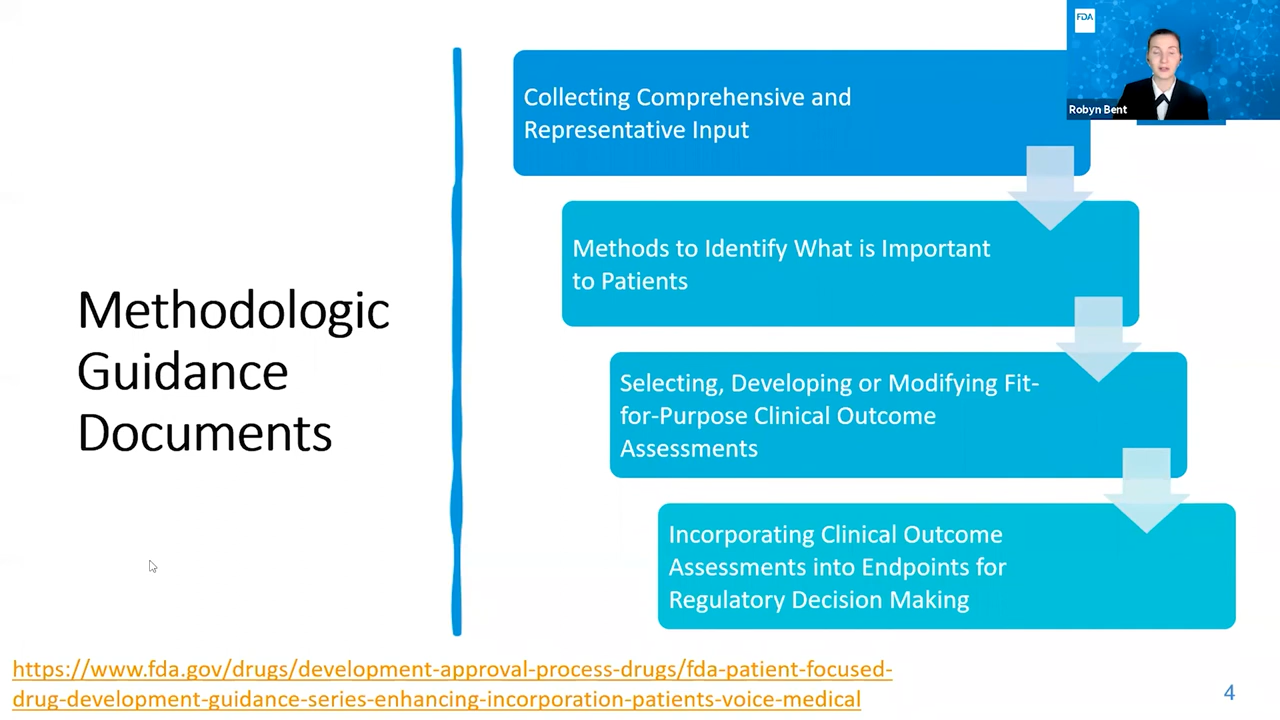 FDA
Robyn Bent
Collecting Comprehensive and
Representative Input
Methods to Identify What is Important
to Patients
Methodologic
Guidance
Documents
Selecting, Developing or Modifying Fit-
for-Purpose Clinical Outcome
Assessments
Incorporating Clinical Outcome
Assessments into Endpoints for
Regulatory Decision Making
https://www.fda.gov/drugs/development-approval-process-drugs/fda-patient-focused-
drug-development-guidance-series-enhancing-incorporation-patients-voice-medical
4